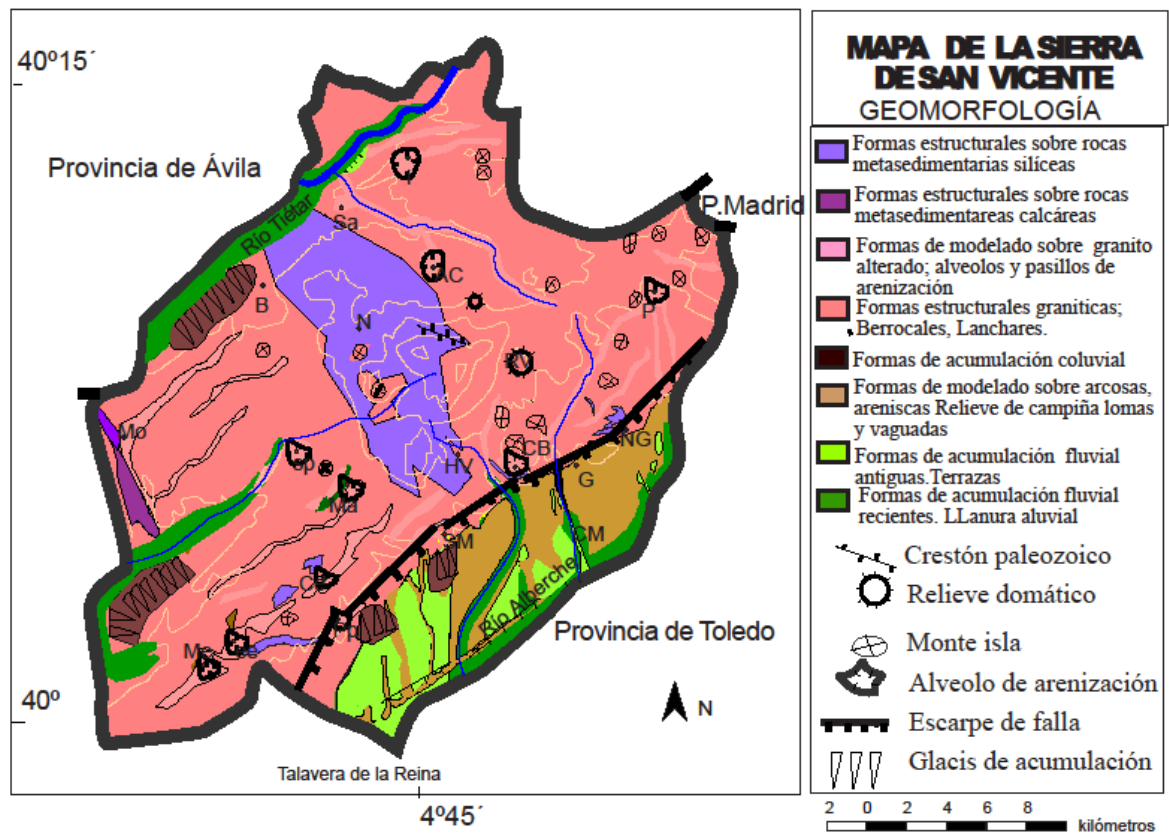 40º15´
Provincia de Ávila
P.Madrid
Río Tiétar
Sa
AC
B
N
P
Mo
HV
CB
NG
G
Ma
SM
CM
Río Alberche
Provincia de Toledo
40º
N
Talavera de la Reina
4º45´
MAPA DE LA SIERRA
DE SAN VICENTE
GEOMORFOLOGÍA
Formas estructurales sobre rocas
metasedimentarias silíceas
Formas estructurales sobre rocas
metasedimentareas calcáreas
Formas de modelado sobre granito
alterado; alveolos y pasillos de
arenización
Formas estructurales graniticas;
Berrocales, Lanchares.
Formas de acumulación coluvial
Formas de modelado sobre arcosas,
areniscas Relieve de campiña lomas
y vaguadas
Formas de acumulación fluvial
antiguas.Terrazas
Formas de acumulación fluvial
recientes. LLanura aluvial
Crestón paleozoico
Relieve domático
Monte isla
Alveolo de arenización
Escarpe de falla
Glacis de acumulación
2 0 2 4 6 8
kilómetros